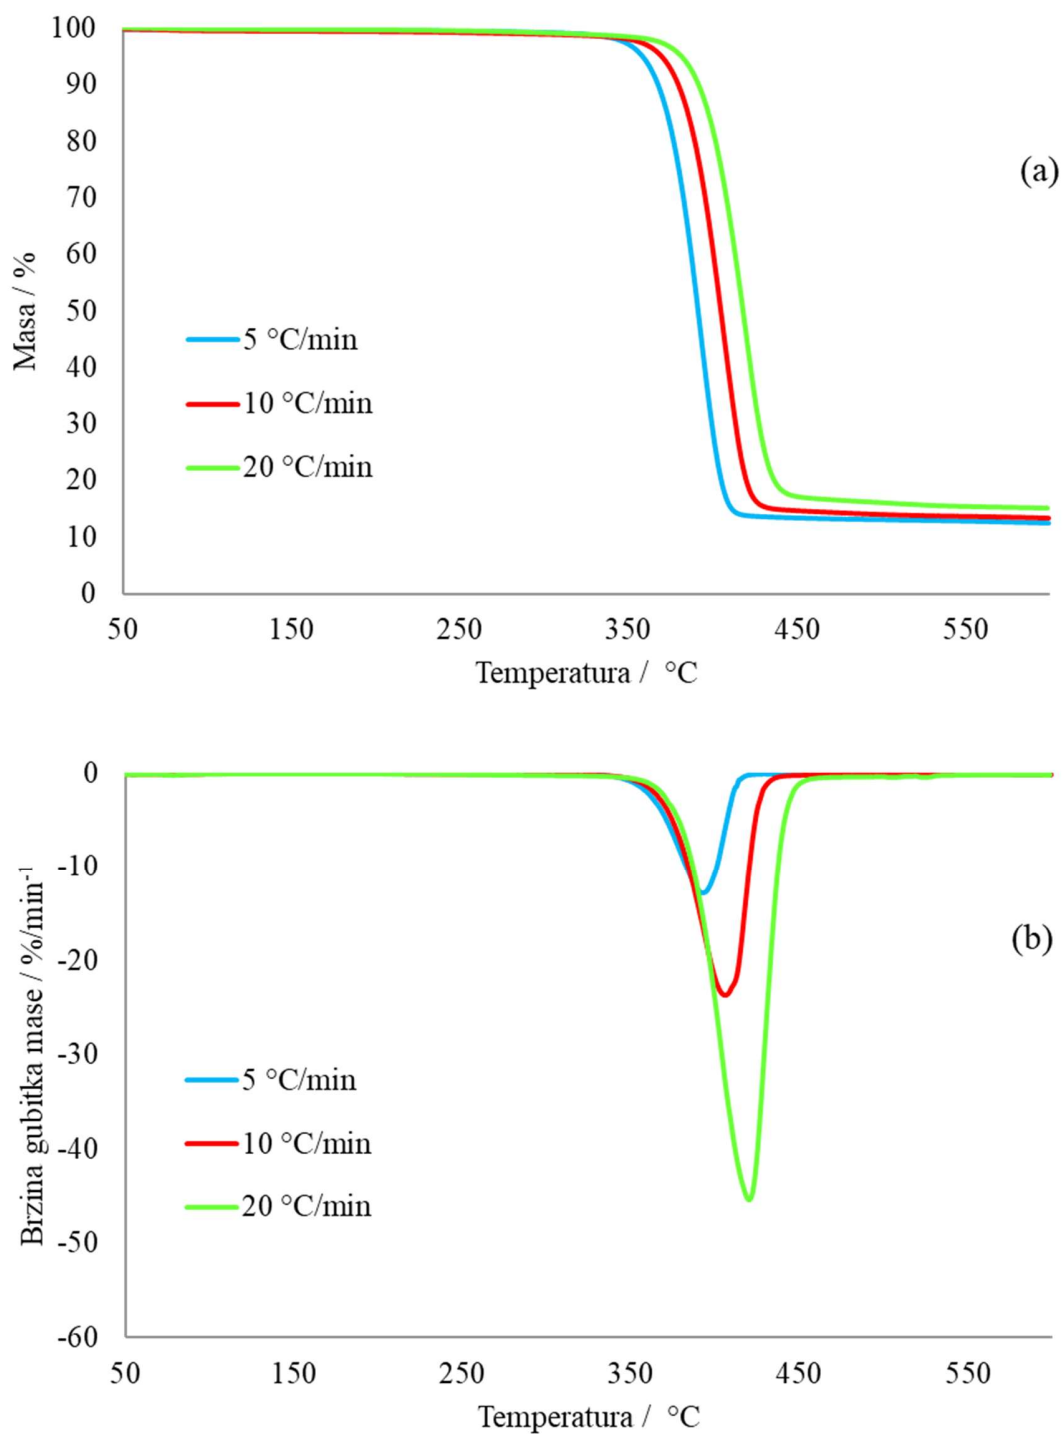 100
90
80
70
60
50
40
30
20
10
0
Masa / %
5 °C/min
10 °C/min
20 °C/min
(a)
50 150 250 350 450 550
Temperatura / °C
0
-10
-20
-30
-40
-50
-60
Brzina gubitka mase / %/min⁻¹
5 °C/min
10 °C/min
20 °C/min
(b)
50 150 250 350 450 550
Temperatura / °C